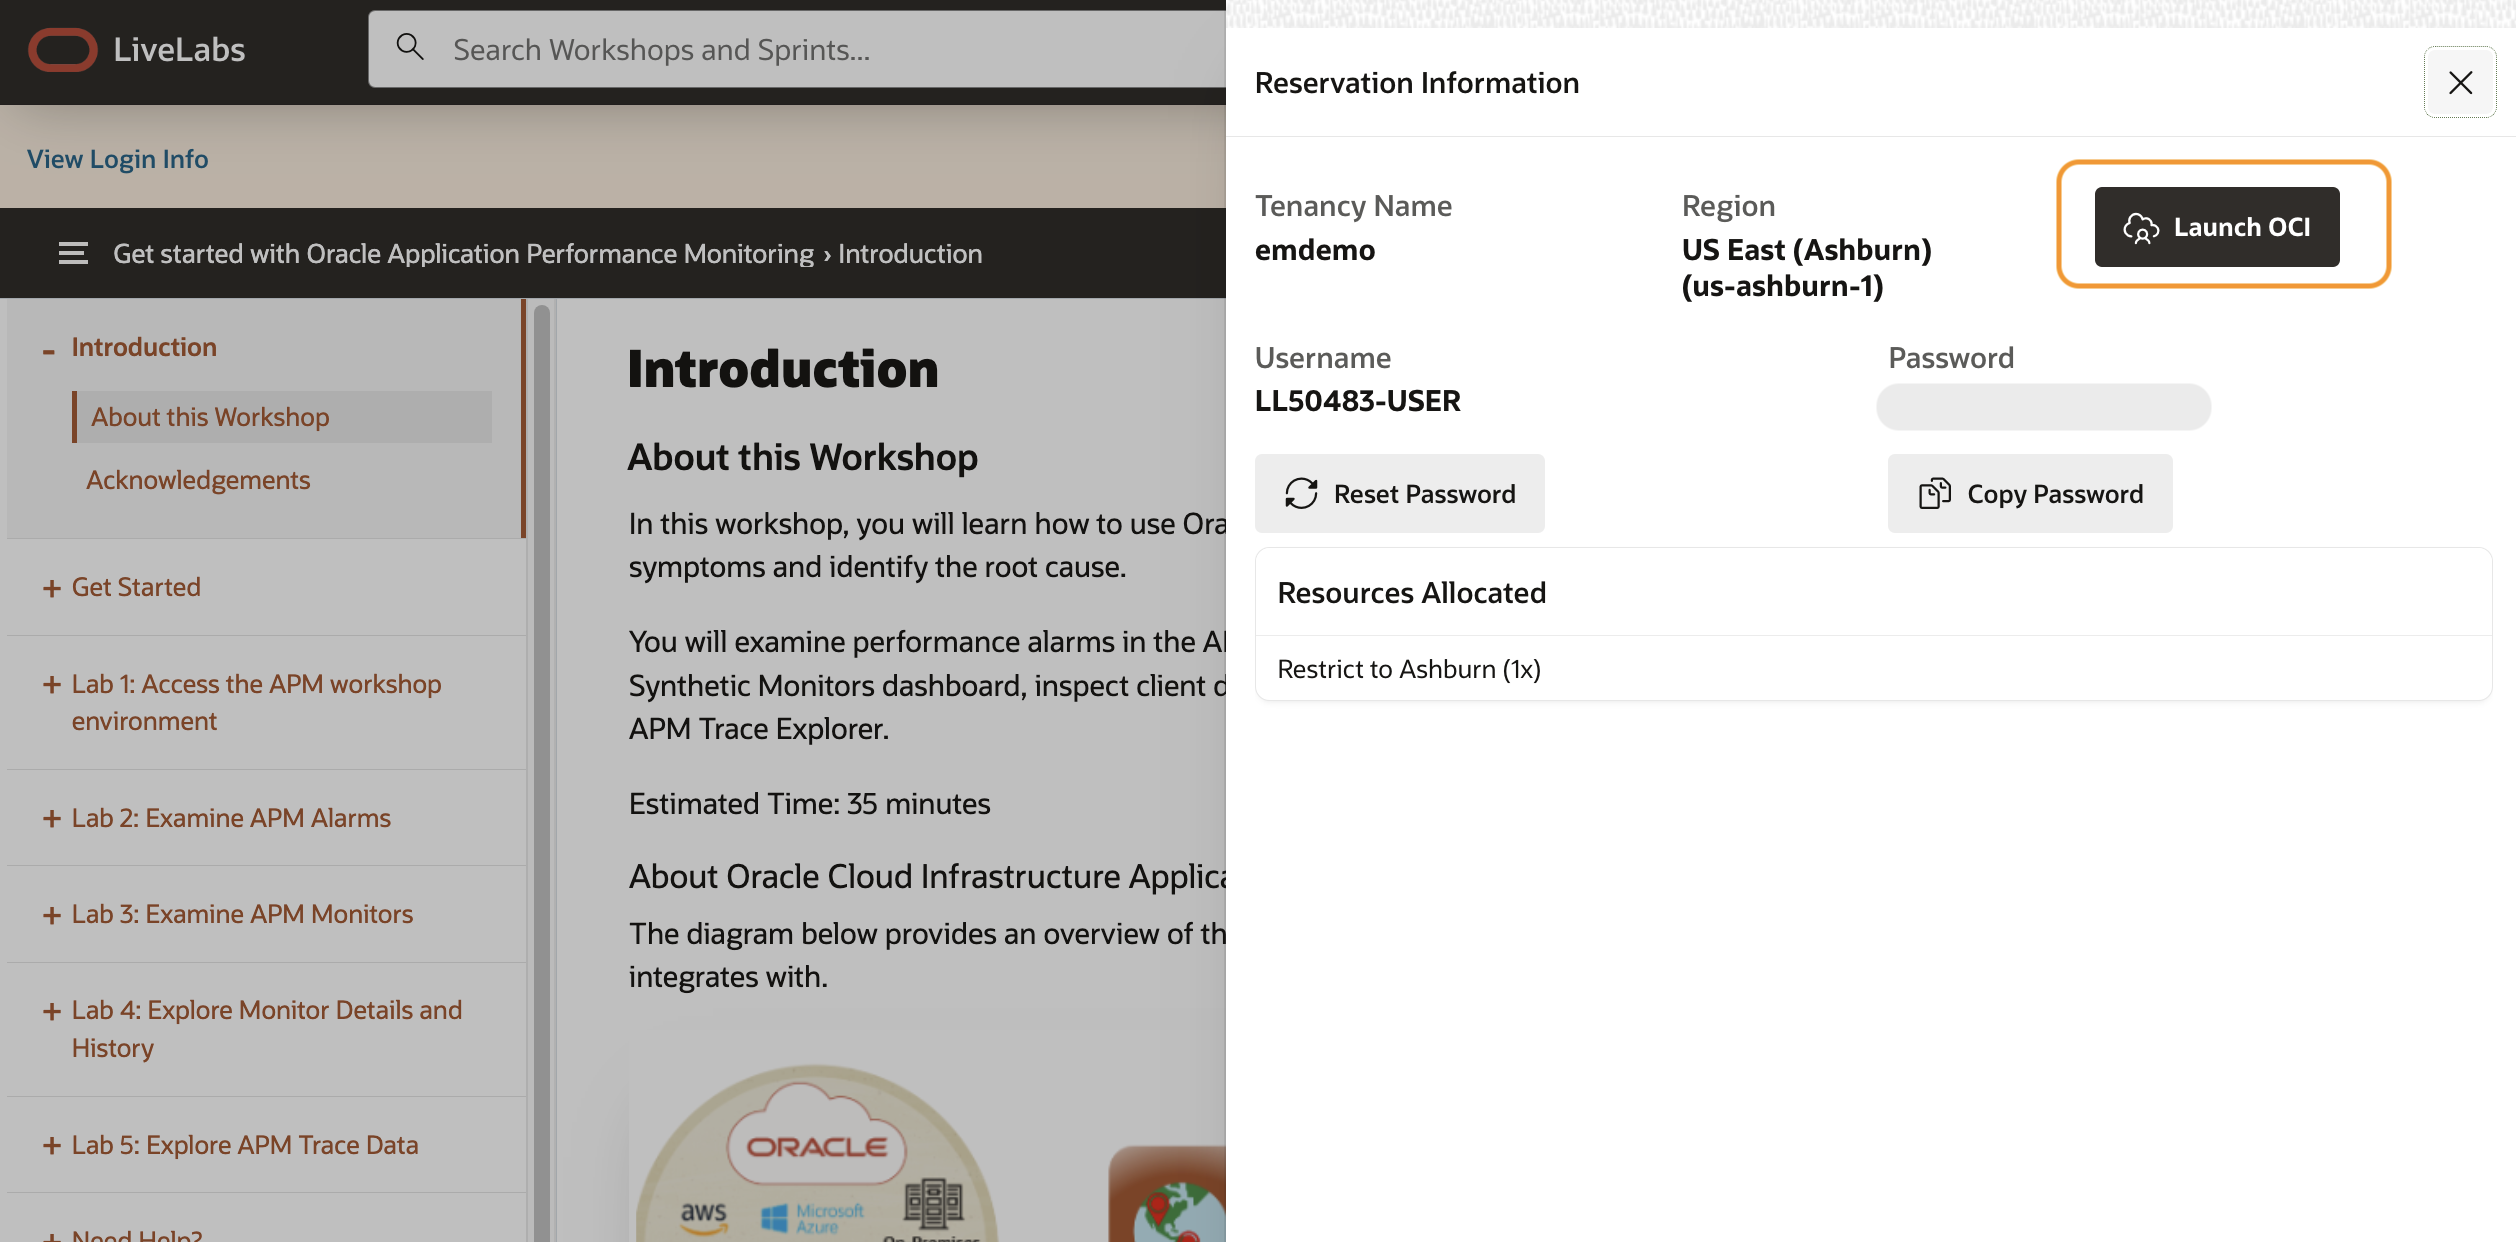 LiveLabs
Search Workshops and Sprints...
View Login Info
Get started with Oracle Application Performance Monitoring › Introduction
- Introduction
About this Workshop
Acknowledgements
+ Get Started
+ Lab 1: Access the APM workshop
environment
+ Lab 2: Examine APM Alarms
+ Lab 3: Examine APM Monitors
+ Lab 4: Explore Monitor Details and
History
+ Lab 5: Explore APM Trace Data
+ Need Help?
Introduction
About this Workshop
In this workshop, you will learn how to use Ora
symptoms and identify the root cause.
You will examine performance alarms in the AP
Synthetic Monitors dashboard, inspect client d
APM Trace Explorer.
Estimated Time: 35 minutes
About Oracle Cloud Infrastructure Applica
The diagram below provides an overview of th
integrates with.
ORACLE
aws
Microsoft
Azure
On-Premises
Reservation Information
Tenancy Name
emdemo
Region
US East (Ashburn)
(us-ashburn-1)
Launch OCI
Username
LL50483-USER
Password
Reset Password
Copy Password
Resources Allocated
Restrict to Ashburn (1x)